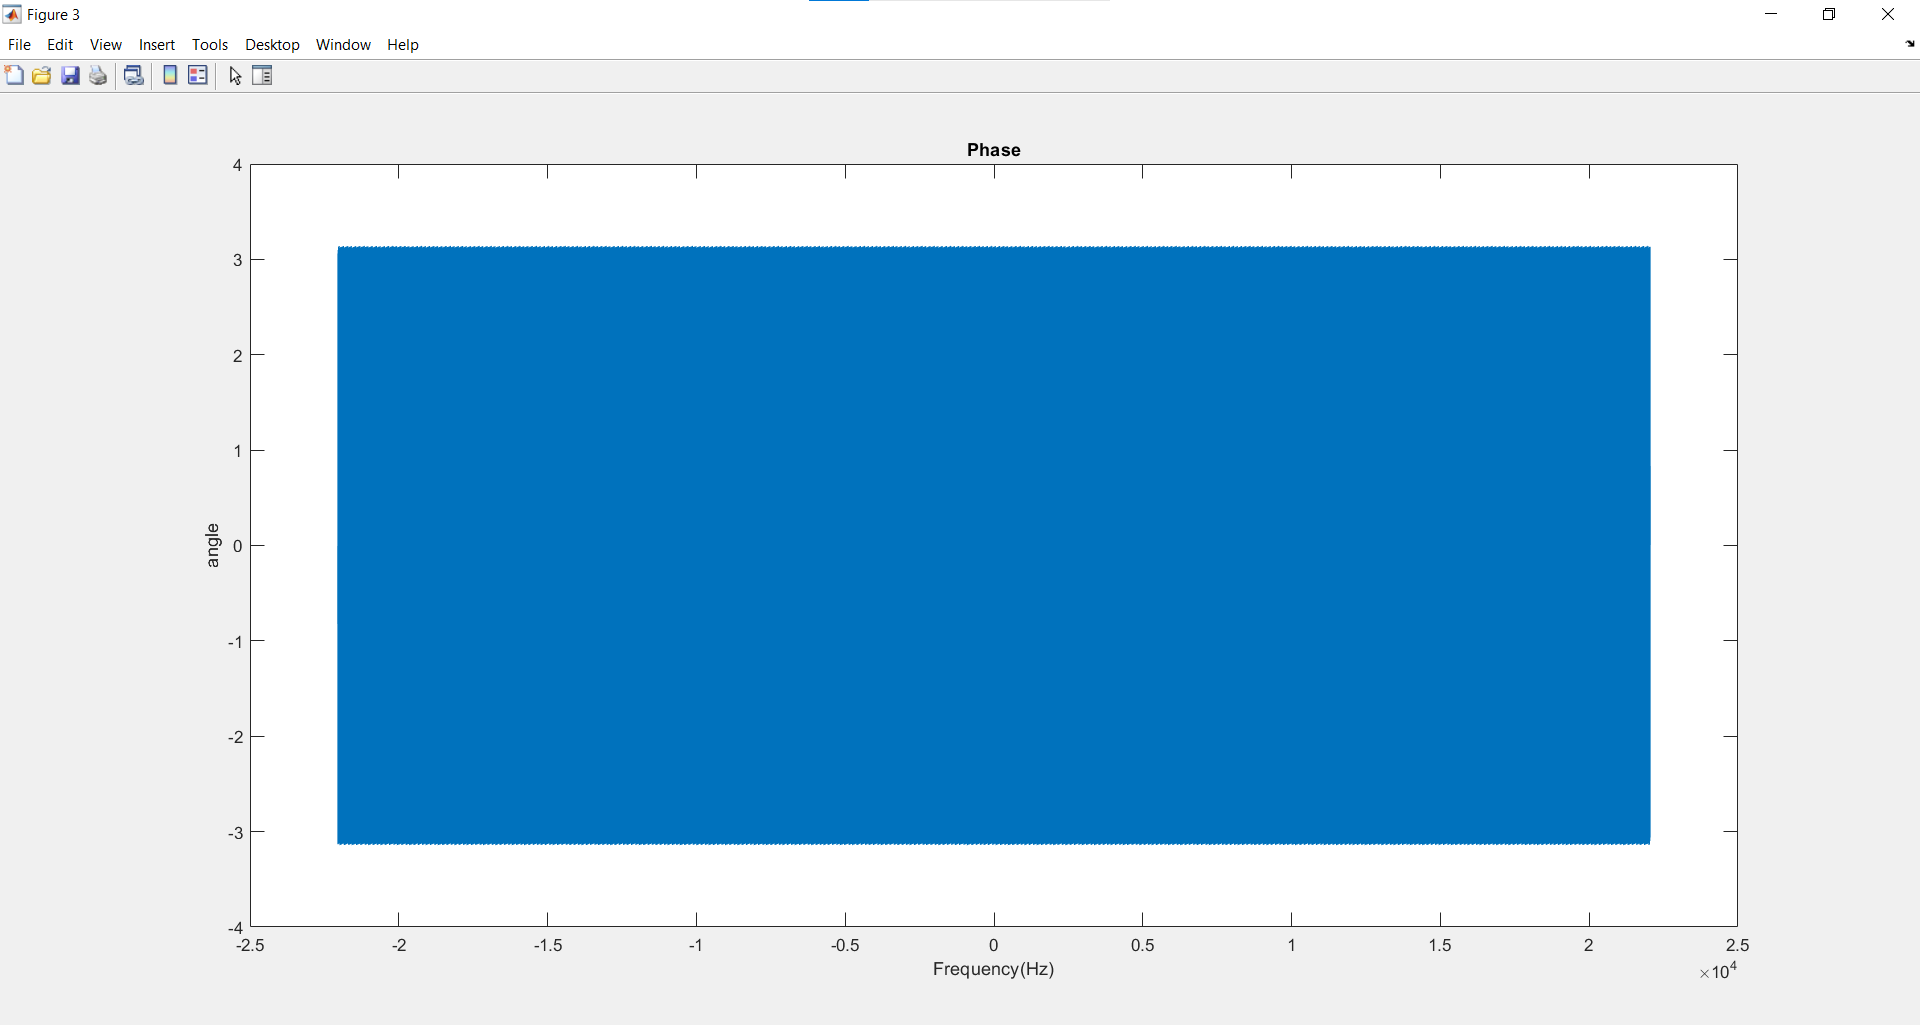 Figure 3
File Edit View Insert Tools Desktop Window Help
Phase
4
3
2
1
0
-1
-2
-3
-4
angle
-2.5 -2 -1.5 -1 -0.5 0 0.5 1 1.5 2 2.5
Frequency(Hz)
×10⁴